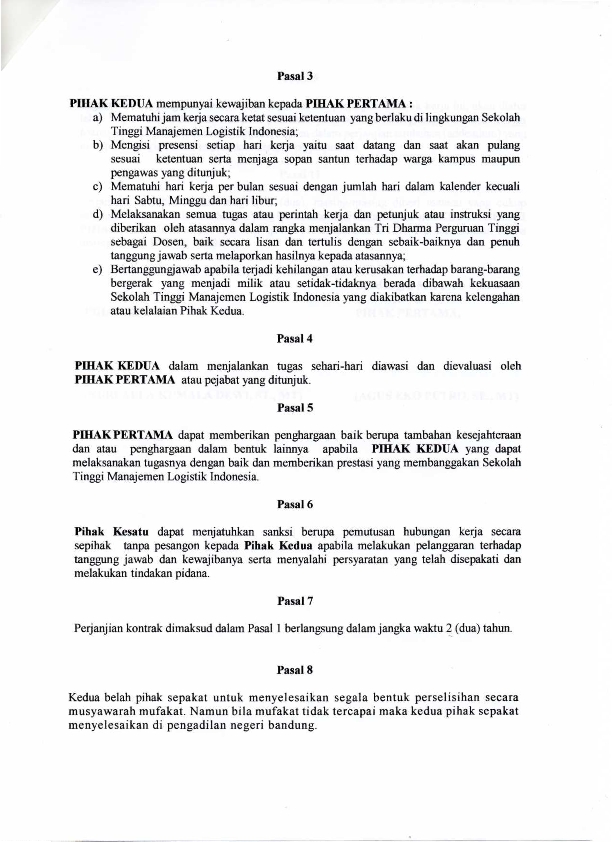 Pasal 3
PIHAK KEDUA mempunyai kewajiban kepada PIHAK PERTAMA :
a) Mematuhi jam kerja secara ketat sesuai ketentuan yang berlaku di lingkungan Sekolah
Tinggi Manajemen Logistik Indonesia;
b) Mengisi presensi setiap hari kerja yaitu saat datang dan saat akan pulang
sesuai ketentuan serta menjaga sopan santun terhadap warga kampus maupun
pengawas yang ditunjuk;
c) Mematuhi hari kerja per bulan sesuai dengan jumlah hari dalam kalender kecuali
hari Sabtu, Minggu dan hari libur;
d) Melaksanakan semua tugas atau perintah kerja dan petunjuk atau instruksi yang
diberikan oleh atasannya dalam rangka menjalankan Tri Dharma Perguruan Tinggi
sebagai Dosen, baik secara lisan dan tertulis dengan sebaik-baiknya dan penuh
tanggung jawab serta melaporkan hasilnya kepada atasannya;
e) Bertanggungjawab apabila terjadi kehilangan atau kerusakan terhadap barang-barang
bergerak yang menjadi milik atau setidak-tidaknya berada dibawah kekuasaan
Sekolah Tinggi Manajemen Logistik Indonesia yang diakibatkan karena kelengahan
atau kelalaian Pihak Kedua.
Pasal 4
PIHAK KEDUA dalam menjalankan tugas sehari-hari diawasi dan dievaluasi oleh
PIHAK PERTAMA atau pejabat yang ditunjuk.
Pasal 5
PIHAK PERTAMA dapat memberikan penghargaan baik berupa tambahan kesejahteraan
dan atau penghargaan dalam bentuk lainnya apabila PIHAK KEDUA yang dapat
melaksanakan tugasnya dengan baik dan memberikan prestasi yang membanggakan Sekolah
Tinggi Manajemen Logistik Indonesia.
Pasal 6
Pihak Kesatu dapat menjatuhkan sanksi berupa pemutusan hubungan kerja secara
sepihak tanpa pesangon kepada Pihak Kedua apabila melakukan pelanggaran terhadap
tanggung jawab dan kewajibanya serta menyalahi persyaratan yang telah disepakati dan
melakukan tindakan pidana.
Pasal 7
Perjanjian kontrak dimaksud dalam Pasal 1 berlangsung dalam jangka waktu 2 (dua) tahun.
Pasal 8
Kedua belah pihak sepakat untuk menyelesaikan segala bentuk perselisihan secara
musyawarah mufakat. Namun bila mufakat tidak tercapai maka kedua pihak sepakat
menyelesaikan di pengadilan negeri bandung.